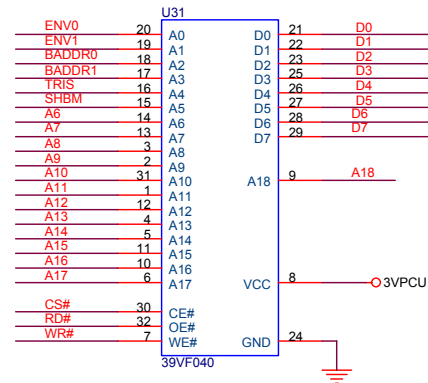 U31
ENV0 20 A0 D0 21 D0
ENV1 19 A1 D1 22 D1
BADDR0 18 A2 D2 23 D2
BADDR1 17 A3 D3 25 D3
TRIS 16 A4 D4 26 D4
SHBM 15 A5 D5 27 D5
A6 14 A6 D6 28 D6
A7 13 A7 D7 29 D7
A8 3 A8
A9 2 A9
A10 31 A10 A18 9 A18
A11 1 A11
A12 12 A12
A13 4 A13
A14 5 A14
A15 11 A15
A16 10 A16
A17 6 A17 VCC 8 3VPCU
CS# 30 CE#
RD# 32 OE#
WR# 7 WE# GND 24
39VF040